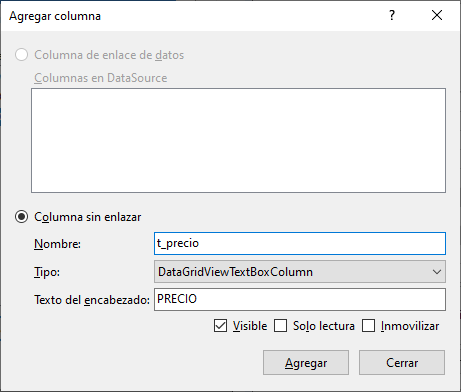 Agregar columna
?
Columna de enlace de datos
Columnas en DataSource
Columna sin enlazar
Nombre: t_precio
Tipo: DataGridViewTextBoxColumn
Texto del encabezado: PRECIO
Visible Solo lectura Inmovilizar
Agregar Cerrar